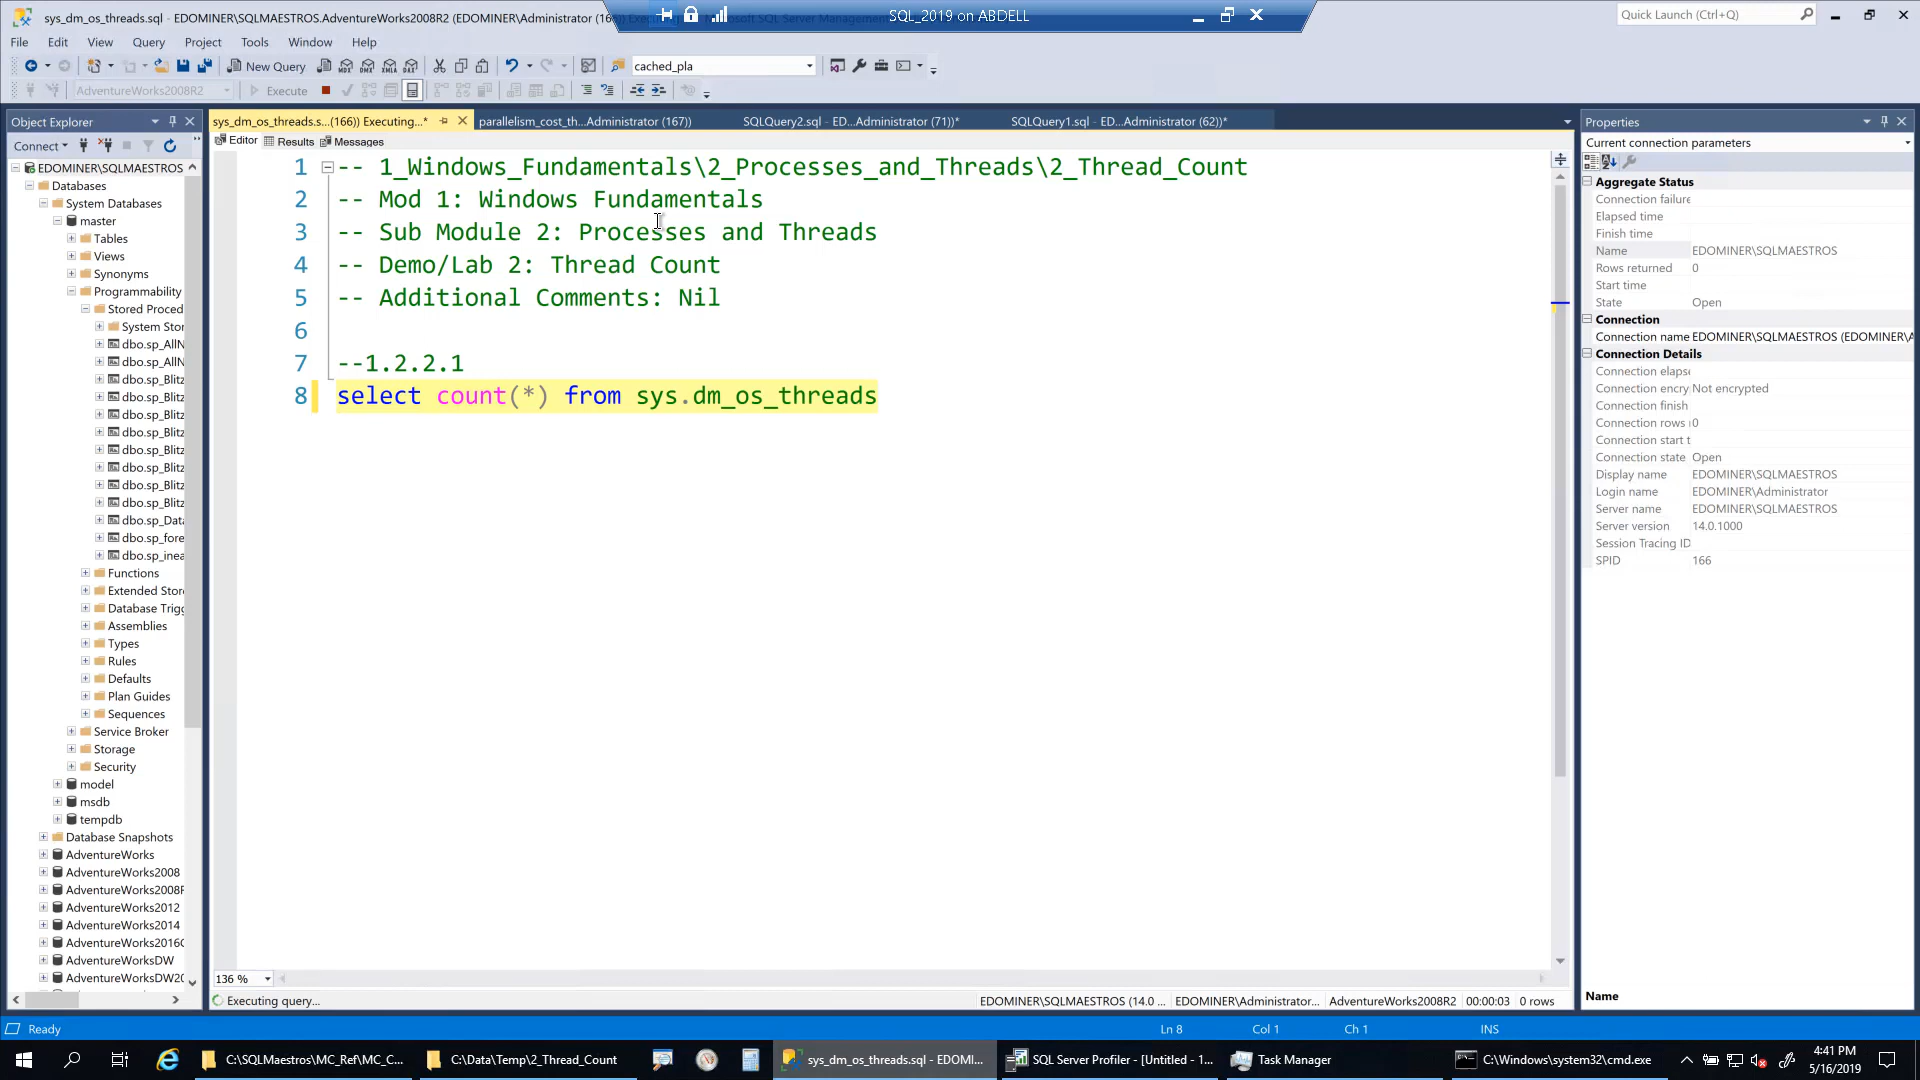 sys_dm_os_threads.sql - EDOMINER\SQLMAESTROS.AdventureWorks2008R2 (EDOMINER\Administrator (166)
SQL_2019 on ABDELL
Quick Launch (Ctrl+Q)
File Edit View Query Project Tools Window Help
New Query
cached_pla
AdventureWorks2008R2
Execute
Object Explorer
sys_dm_os_threads.s...(166)) Executing...*
parallelism_cost_th...Administrator (167))
SQLQuery2.sql - ED...Administrator (71))*
SQLQuery1.sql - ED...Administrator (62))*
Properties
Connect
Editor Results Messages
Current connection parameters
EDOMINER\SQLMAESTROS
Databases
System Databases
master
Tables
Views
Synonyms
Programmability
Stored Proced
System Stor
dbo.sp_AllN
dbo.sp_AllN
dbo.sp_Blitz
dbo.sp_Blitz
dbo.sp_Blitz
dbo.sp_Blitz
dbo.sp_Blitz
dbo.sp_Blitz
dbo.sp_Blitz
dbo.sp_Blitz
dbo.sp_Data
dbo.sp_fore
dbo.sp_inea
Functions
Extended Stor
Database Trigg
Assemblies
Types
Rules
Defaults
Plan Guides
Sequences
Service Broker
Storage
Security
model
msdb
tempdb
Database Snapshots
AdventureWorks
AdventureWorks2008
AdventureWorks2008R
AdventureWorks2012
AdventureWorks2014
AdventureWorks2016C
AdventureWorksDW
AdventureWorksDW20
1 -- 1_Windows_Fundamentals\2_Processes_and_Threads\2_Thread_Count
2 -- Mod 1: Windows Fundamentals
3 -- Sub Module 2: Processes and Threads
4 -- Demo/Lab 2: Thread Count
5 -- Additional Comments: Nil
6
7 --1.2.2.1
8 select count(*) from sys.dm_os_threads
136 %
Executing query...
EDOMINER\SQLMAESTROS (14.0 ...
EDOMINER\Administrator...
AdventureWorks2008R2
00:00:03
0 rows
Aggregate Status
Connection failure
Elapsed time
Finish time
Name EDOMINER\SQLMAESTROS
Rows returned 0
Start time
State Open
Connection
Connection name EDOMINER\SQLMAESTROS (EDOMINER\A
Connection Details
Connection elapse
Connection encry Not encrypted
Connection finish
Connection rows 0
Connection start t
Connection state Open
Display name EDOMINER\SQLMAESTROS
Login name EDOMINER\Administrator
Server name EDOMINER\SQLMAESTROS
Server version 14.0.1000
Session Tracing ID
SPID 166
Name
Ready
Ln 8 Col 1 Ch 1 INS
C:\SQLMaestros\MC_Ref\MC_C...
C:\Data\Temp\2_Thread_Count
sys_dm_os_threads.sql - EDOMI...
SQL Server Profiler - [Untitled - 1...
Task Manager
C:\Windows\system32\cmd.exe
4:41 PM
5/16/2019